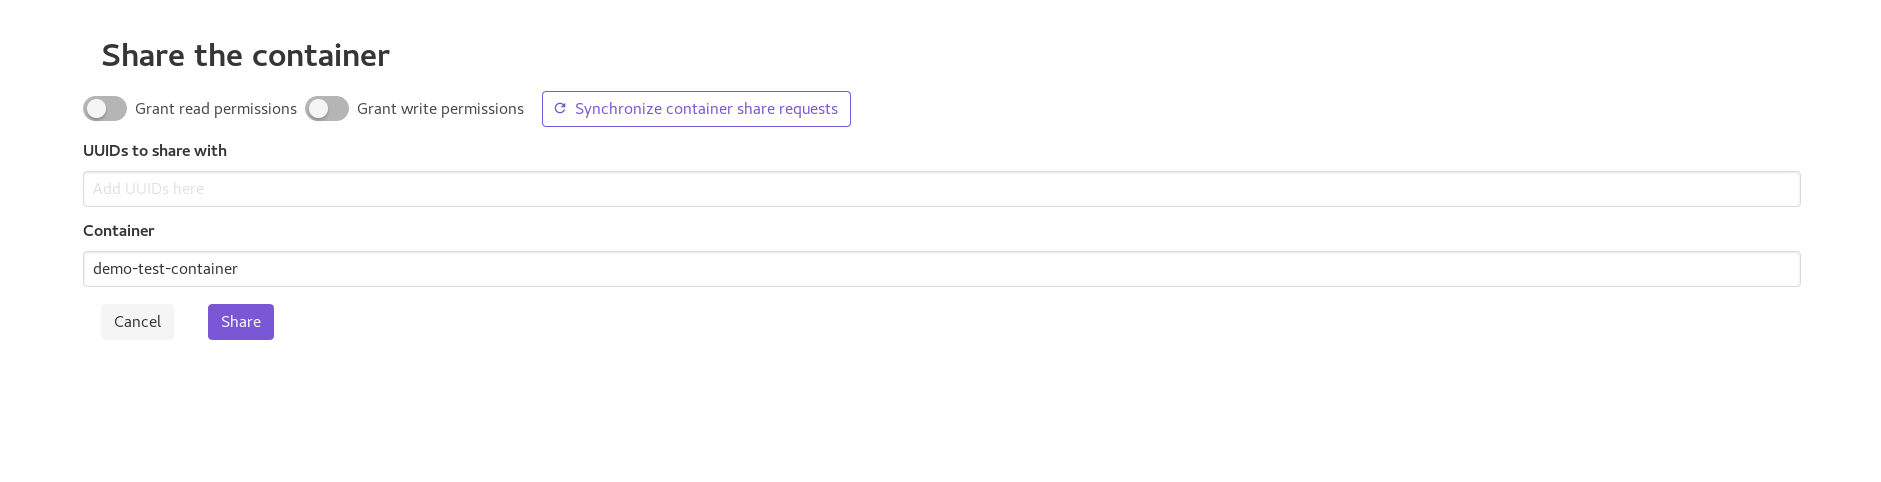 Share the container
Grant read permissions Grant write permissions Synchronize container share requests
UUIDs to share with
Add UUIDs here
Container
demo-test-container
Cancel Share